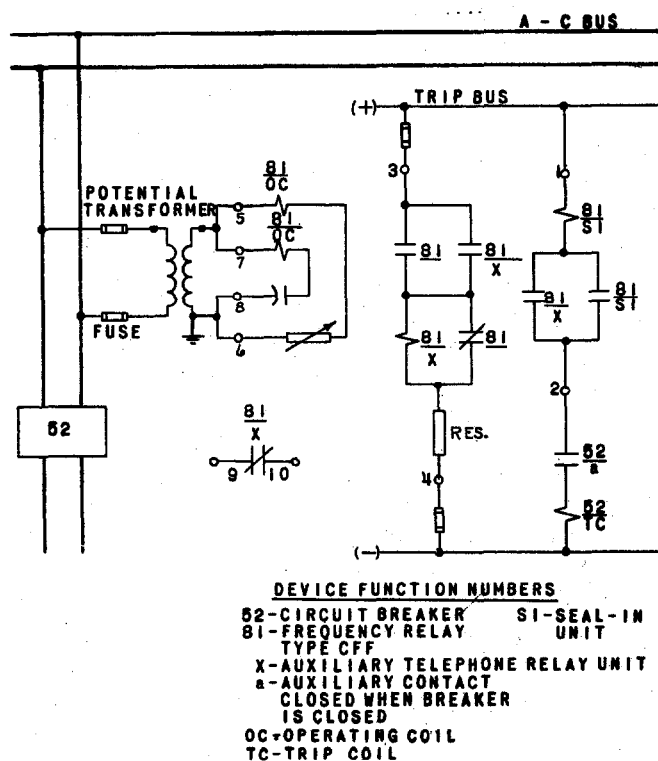 A - C BUS
(+)
TRIP BUS
3
1
81
OC
5
81
OC
7
8
6
POTENTIAL
TRANSFORMER
FUSE
81
SI
81
81
X
81
X
81
SI
81
X
81
2
RES.
4
52
81
X
9
10
52
a
52
TC
(-)
DEVICE FUNCTION NUMBERS
52-CIRCUIT BREAKER SI-SEAL-IN
81-FREQUENCY RELAY UNIT
TYPE CFF
X-AUXILIARY TELEPHONE RELAY UNIT
a-AUXILIARY CONTACT
CLOSED WHEN BREAKER
IS CLOSED
OC-OPERATING COIL
TC-TRIP COIL